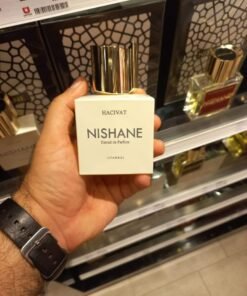 HACIVAT
NISHANE
Extrait de Parfum
ISTANBUL